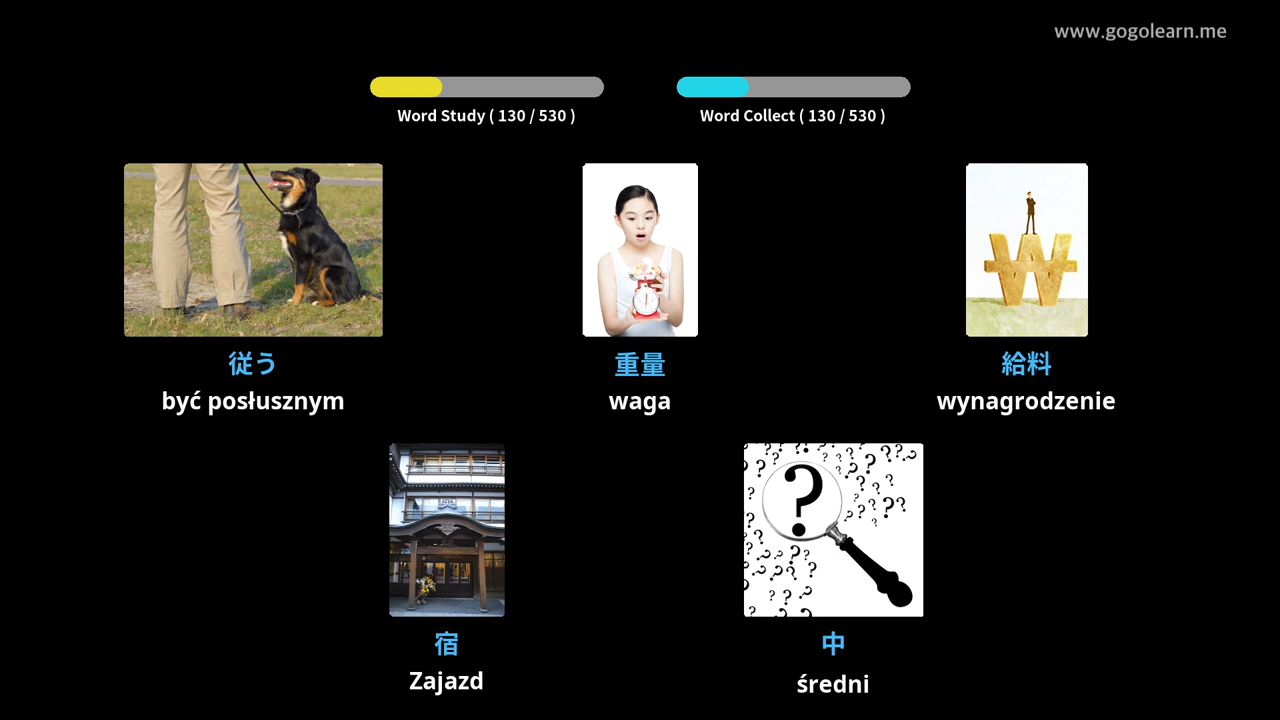 www.gogolearn.me
Word Study ( 130 / 530 )
Word Collect ( 130 / 530 )
従う
być posłusznym
重量
waga
給料
wynagrodzenie
宿
Zajazd
中
średni